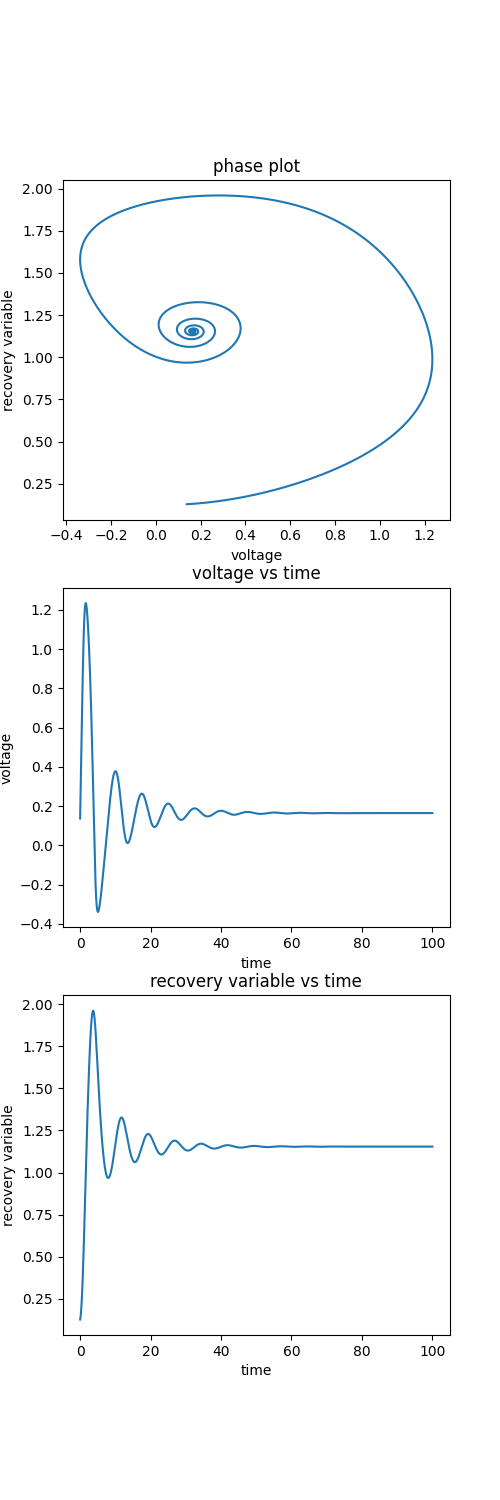 phase plot
2.00
1.75
1.50
1.25
1.00
0.75
0.50
0.25
recovery variable
−0.4 −0.2 0.0 0.2 0.4 0.6 0.8 1.0 1.2
voltage
voltage vs time
1.2
1.0
0.8
0.6
0.4
0.2
0.0
−0.2
−0.4
voltage
0 20 40 60 80 100
time
recovery variable vs time
2.00
1.75
1.50
1.25
1.00
0.75
0.50
0.25
recovery variable
0 20 40 60 80 100
time